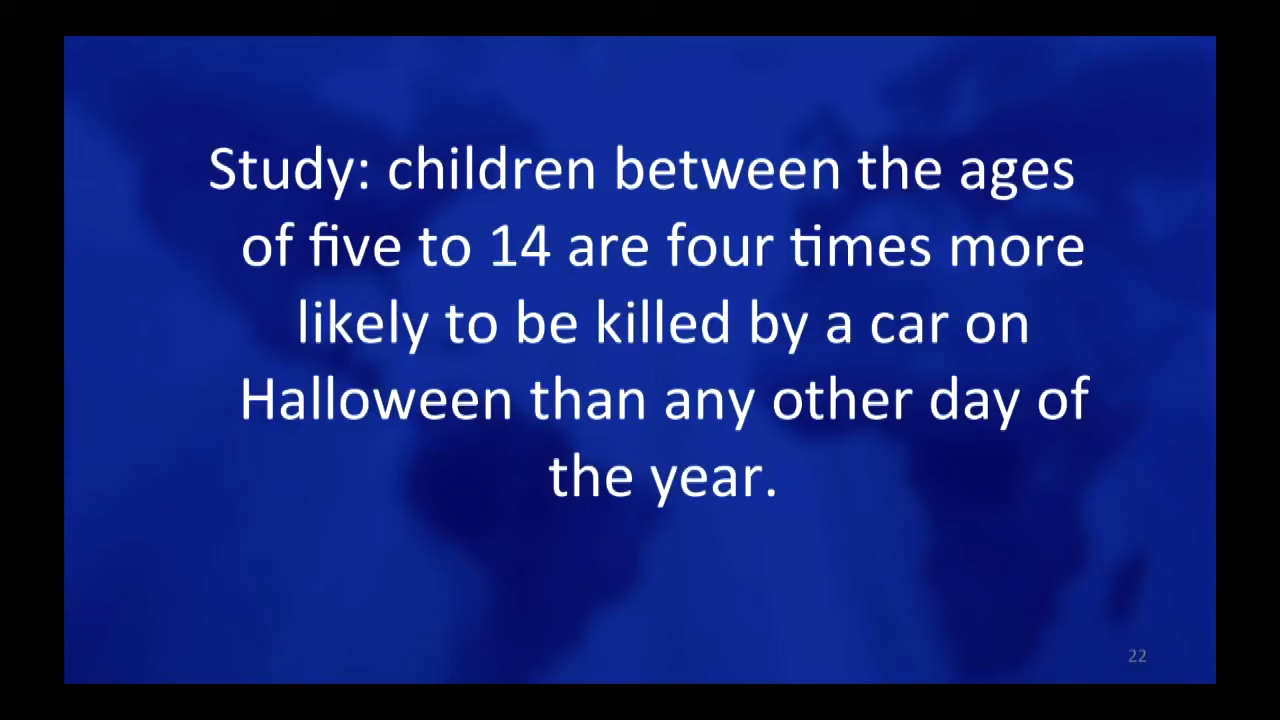 Study: children between the ages
of five to 14 are four times more
likely to be killed by a car on
Halloween than any other day of
the year.
22